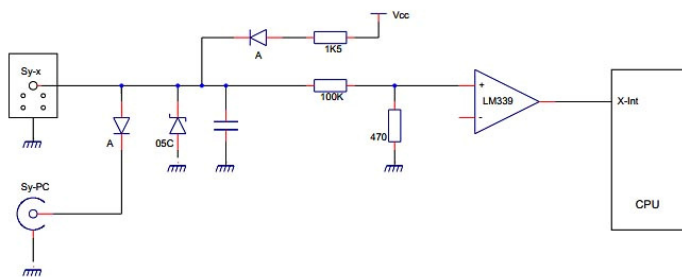 Vcc
A
1K5
Sy-x
100K
+
LM339
-
X-Int
A
05C
470
Sy-PC
CPU